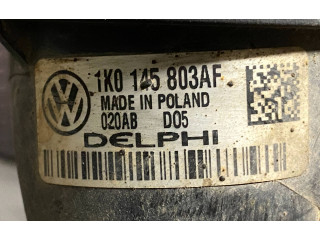 1K0 145 803AF
MADE IN POLAND
020AB D05
DELPHI